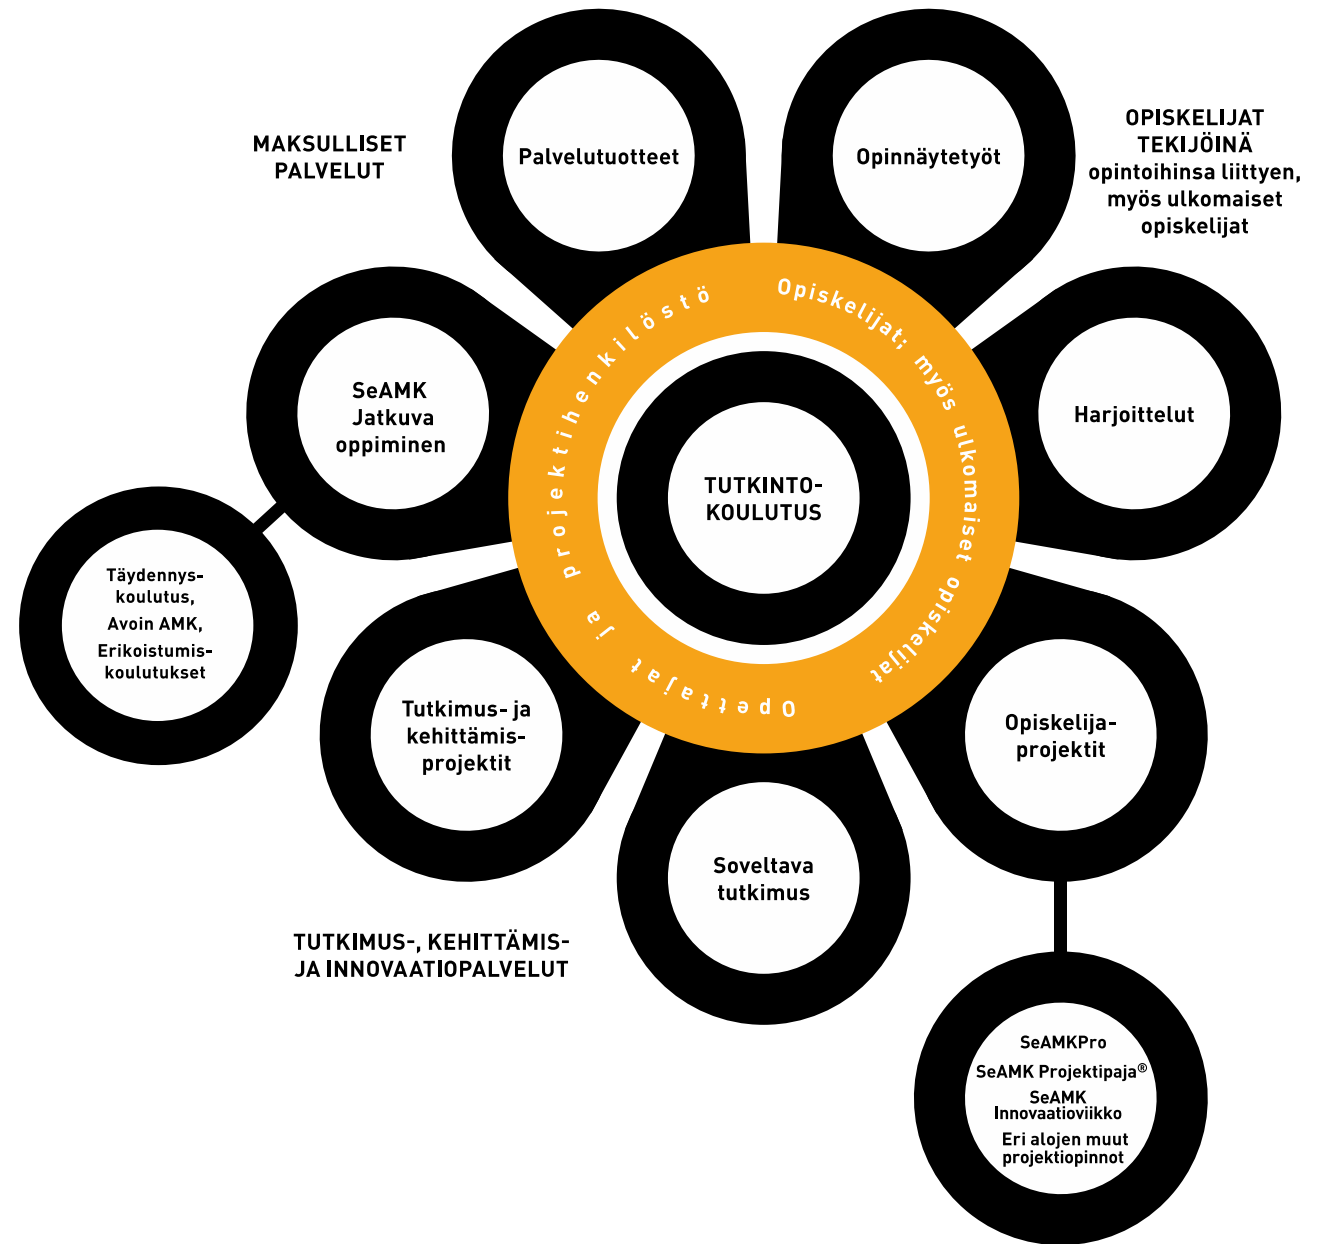 MAKSULLISET
PALVELUT
Palvelutuotteet
Opinnäytetyöt
OPISKELIJAT
TEKIJÖINÄ
opintoihinsa liittyen,
myös ulkomaiset
opiskelijat
SeAMK
Jatkuva
oppiminen
Harjoittelut
Opettajat ja projektihenkilöstö
Opiskelijat; myös ulkomaiset opiskelijat
TUTKINTO-
KOULUTUS
Täydennys-
koulutus,
Avoin AMK,
Erikoistumis-
koulutukset
Tutkimus- ja
kehittämis-
projektit
Opiskelija-
projektit
Soveltava
tutkimus
TUTKIMUS-, KEHITTÄMIS-
JA INNOVAATIOPALVELUT
SeAMKPro
SeAMK Projektipaja®
SeAMK
Innovaatioviikko
Eri alojen muut
projektiopinnot